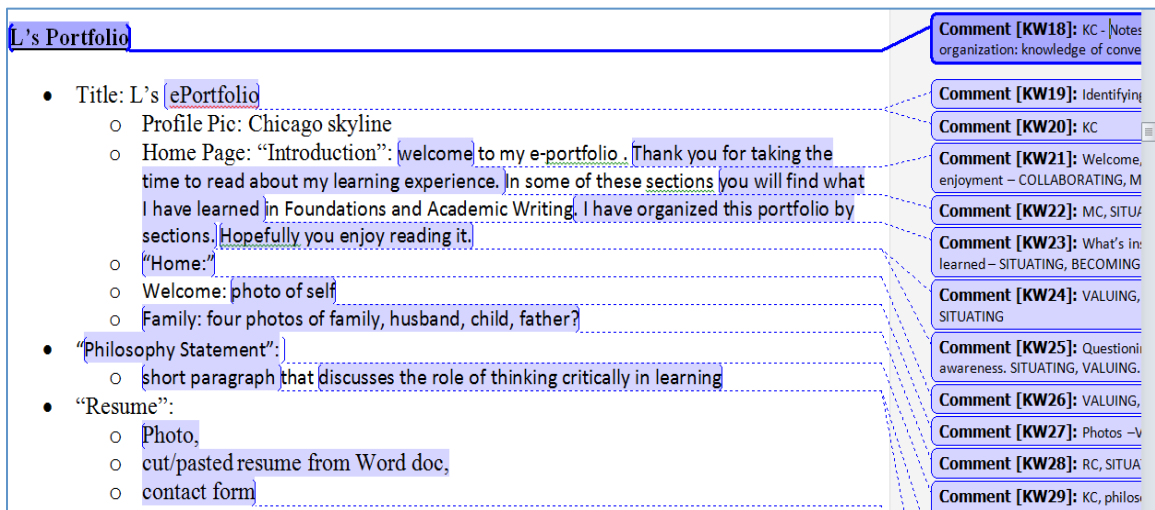 L's Portfolio
• Title: L's ePortfolio
o Profile Pic: Chicago skyline
o Home Page: “Introduction”: welcome to my e-portfolio . Thank you for taking the
time to read about my learning experience. In some of these sections you will find what
I have learned in Foundations and Academic Writing. I have organized this portfolio by
sections. Hopefully you enjoy reading it.
o “Home:”
o Welcome: photo of self
o Family: four photos of family, husband, child, father?
• “Philosophy Statement”:
o short paragraph that discusses the role of thinking critically in learning
• “Resume”:
o Photo,
o cut/pasted resume from Word doc,
o contact form
Comment [KW18]: KC - Notes
organization: knowledge of conve
Comment [KW19]: Identifying
Comment [KW20]: KC
Comment [KW21]: Welcome,
enjoyment – COLLABORATING, M
Comment [KW22]: MC, SITUA
Comment [KW23]: What's ins
learned – SITUATING, BECOMING
Comment [KW24]: VALUING,
SITUATING
Comment [KW25]: Questioni
awareness. SITUATING, VALUING.
Comment [KW26]: VALUING,
Comment [KW27]: Photos –V
Comment [KW28]: RC, SITUA
Comment [KW29]: KC, philos